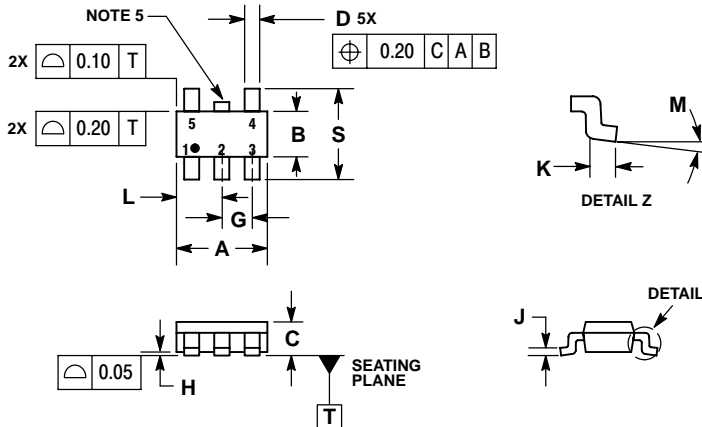 NOTE 5
D 5X
⌖ 0.20 C A B
2X ⌓ 0.10 T
2X ⌓ 0.20 T
5 4
B S
1 2 3
L
G
A
M
K
DETAIL Z
C
H
⌓ 0.05
SEATING
PLANE
T
J
DETAIL